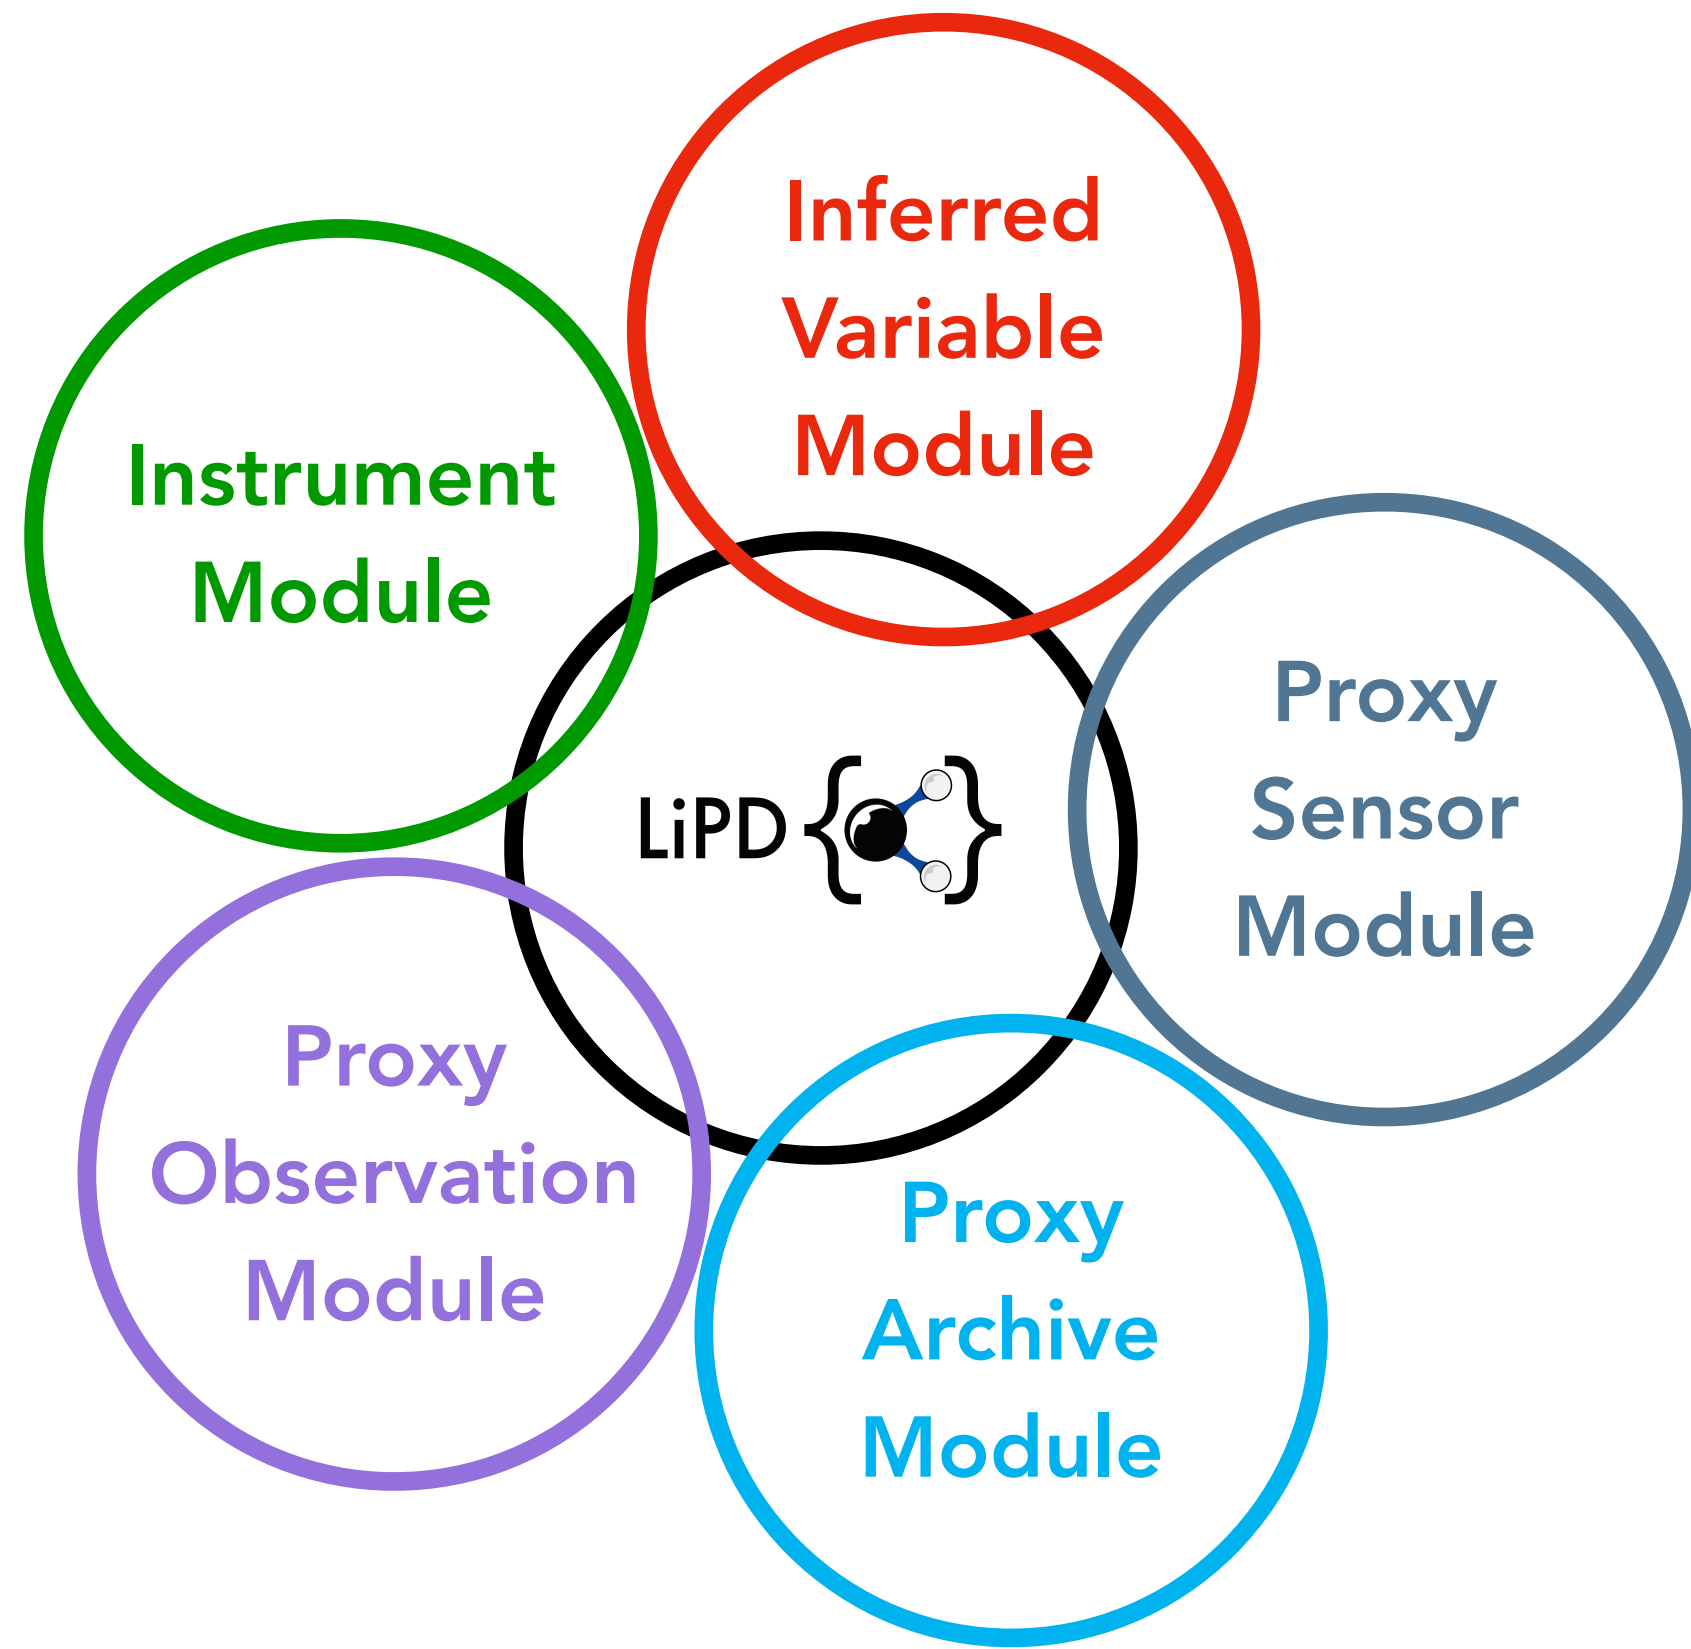 Inferred
Variable
Module
Instrument
Module
Proxy
Sensor
Module
LiPD
Proxy
Observation
Module
Proxy
Archive
Module